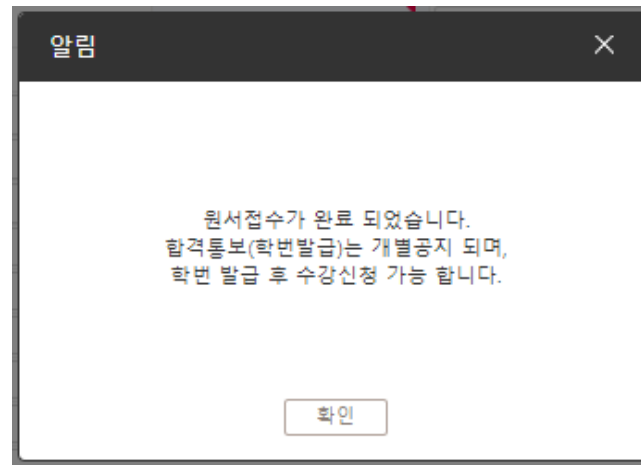 알림
원서접수가 완료 되었습니다.
합격통보(학번발급)는 개별공지 되며,
학번 발급 후 수강신청 가능 합니다.
확인